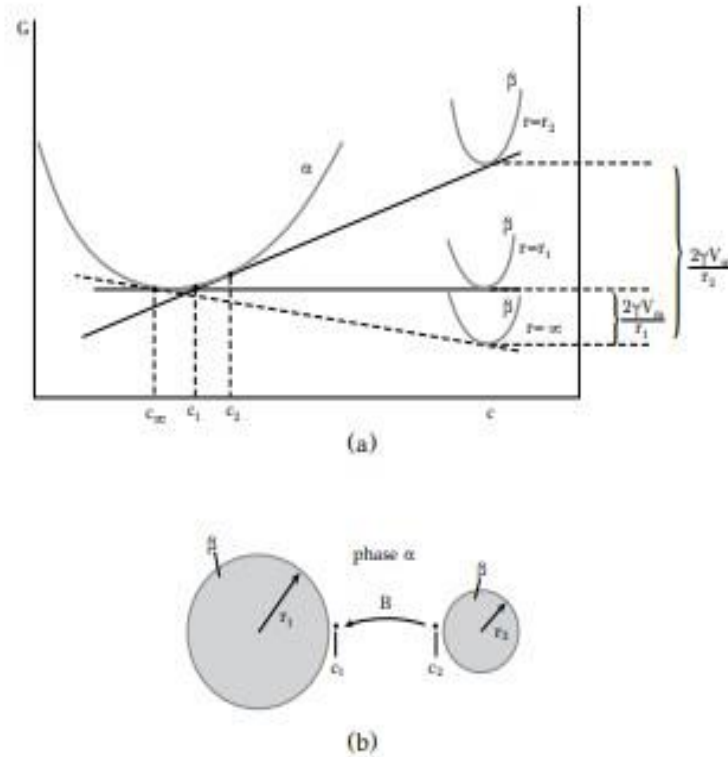 G
β
r=r₂
α
2γVₘ
r₂
β
r=r₁
β
2γVₘ
r₁
r=∞
c∞ c₁ c₂ c
(a)
β
phase α
β
B
r₁
r₂
c₁
c₂
(b)